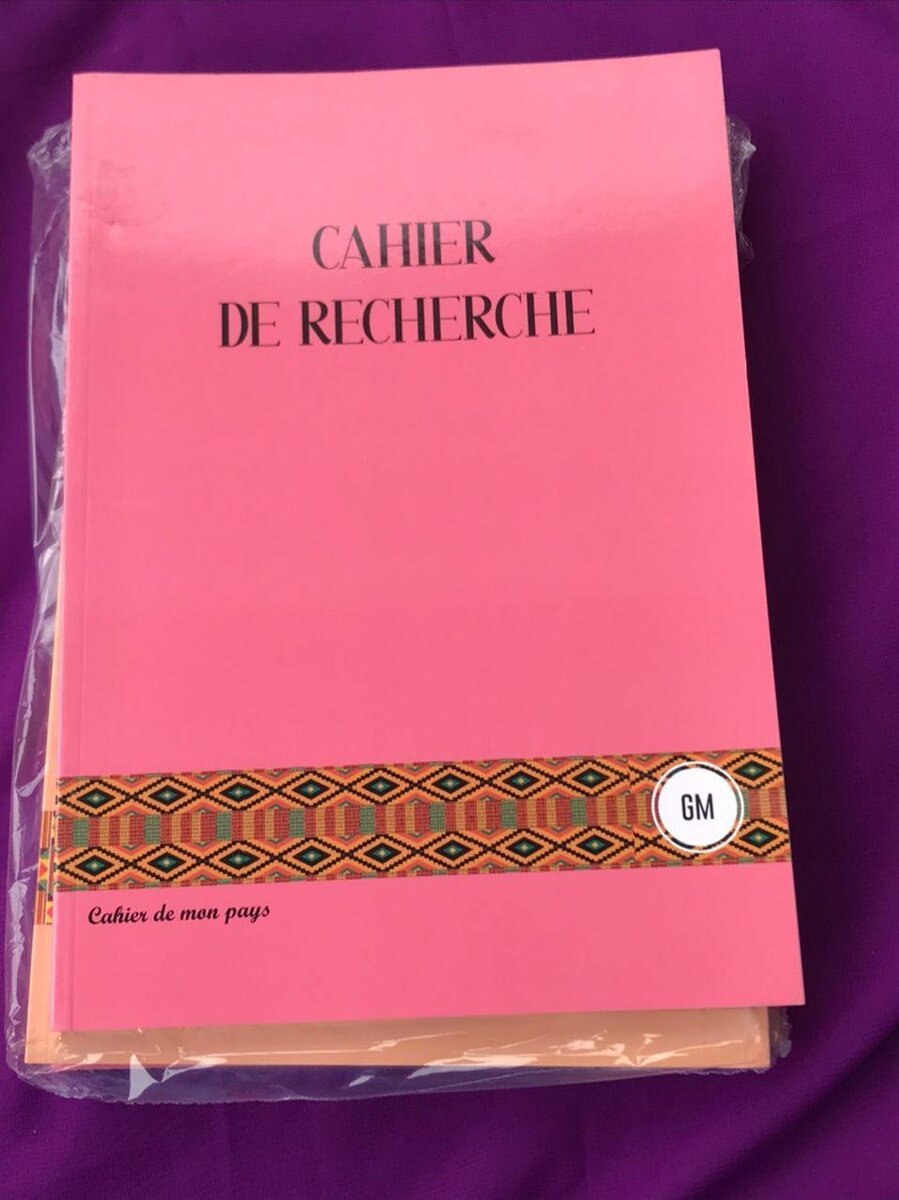 CAHIER
DE RECHERCHE
GM
Cahier de mon pays